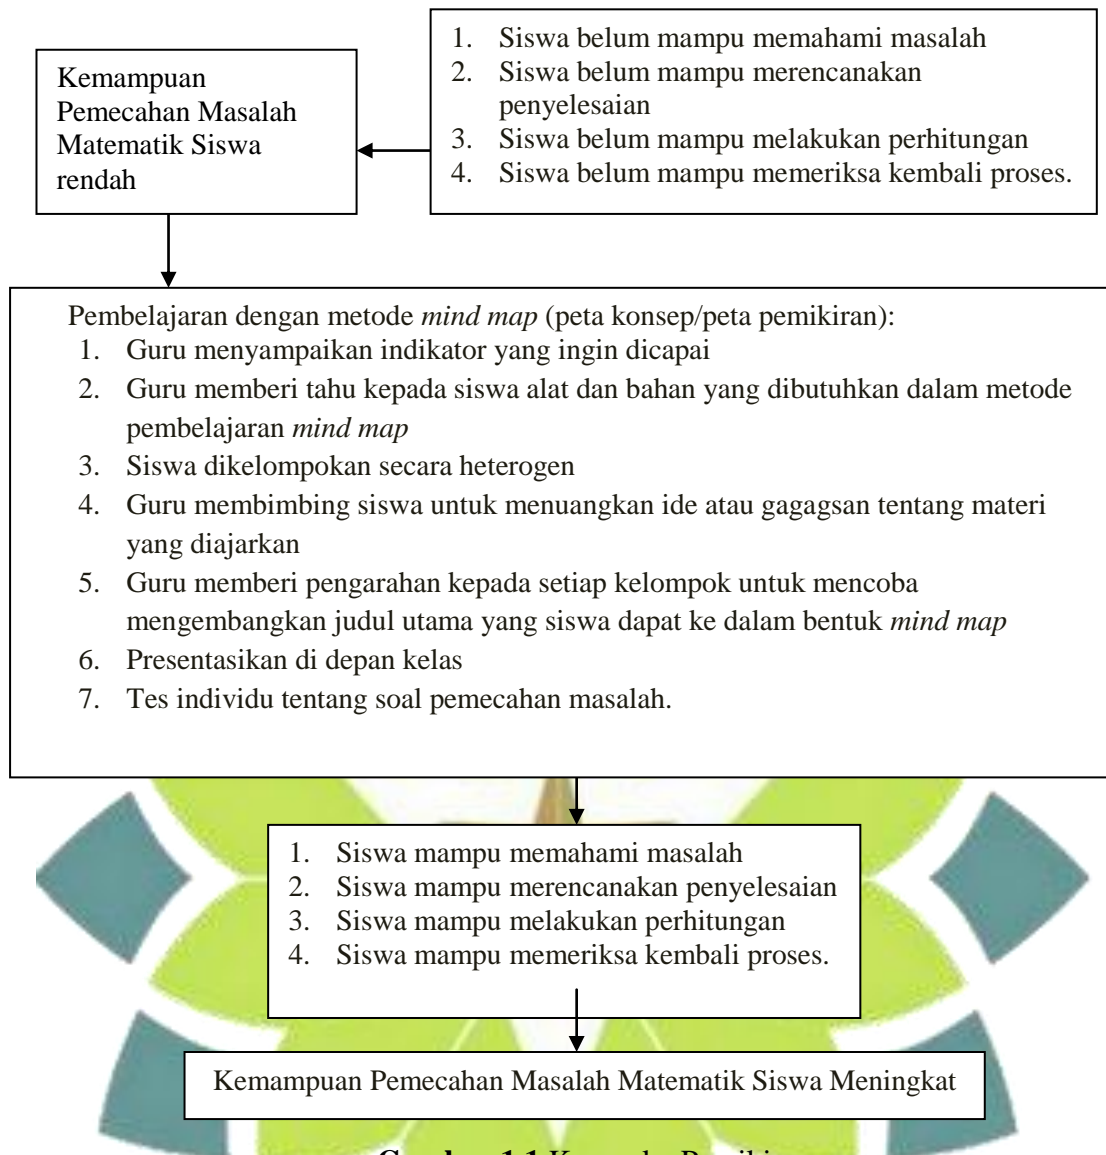 1. Siswa belum mampu memahami masalah
2. Siswa belum mampu merencanakan
penyelesaian
3. Siswa belum mampu melakukan perhitungan
4. Siswa belum mampu memeriksa kembali proses.
Kemampuan
Pemecahan Masalah
Matematik Siswa
rendah
Pembelajaran dengan metode mind map (peta konsep/peta pemikiran):
1. Guru menyampaikan indikator yang ingin dicapai
2. Guru memberi tahu kepada siswa alat dan bahan yang dibutuhkan dalam metode
pembelajaran mind map
3. Siswa dikelompokan secara heterogen
4. Guru membimbing siswa untuk menuangkan ide atau gagagsan tentang materi
yang diajarkan
5. Guru memberi pengarahan kepada setiap kelompok untuk mencoba
mengembangkan judul utama yang siswa dapat ke dalam bentuk mind map
6. Presentasikan di depan kelas
7. Tes individu tentang soal pemecahan masalah.
1. Siswa mampu memahami masalah
2. Siswa mampu merencanakan penyelesaian
3. Siswa mampu melakukan perhitungan
4. Siswa mampu memeriksa kembali proses.
Kemampuan Pemecahan Masalah Matematik Siswa Meningkat
Gambar 1.1